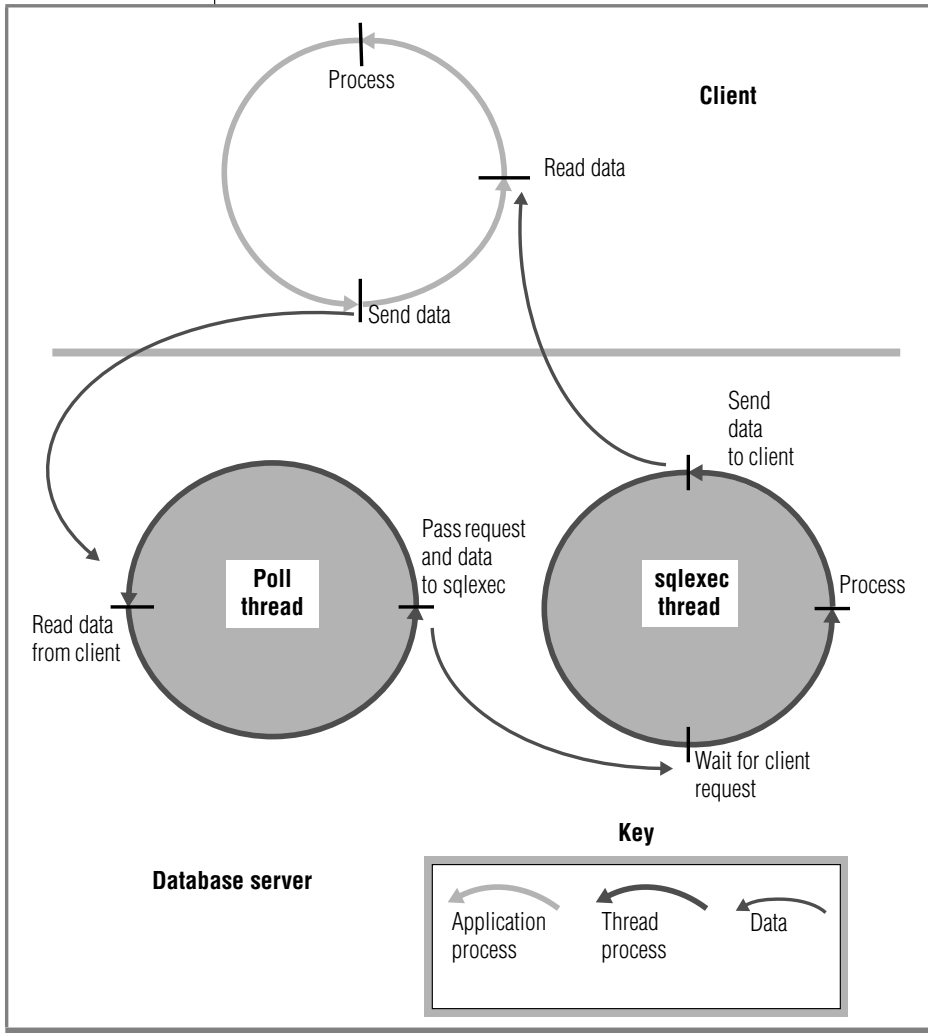 Process
Client
Read data
Send data
Send
data
to client
Pass request
and data
to sqlexec
Poll
thread
sqlexec
thread
Process
Read data
from client
Wait for client
request
Key
Database server
Application
process
Thread
process
Data